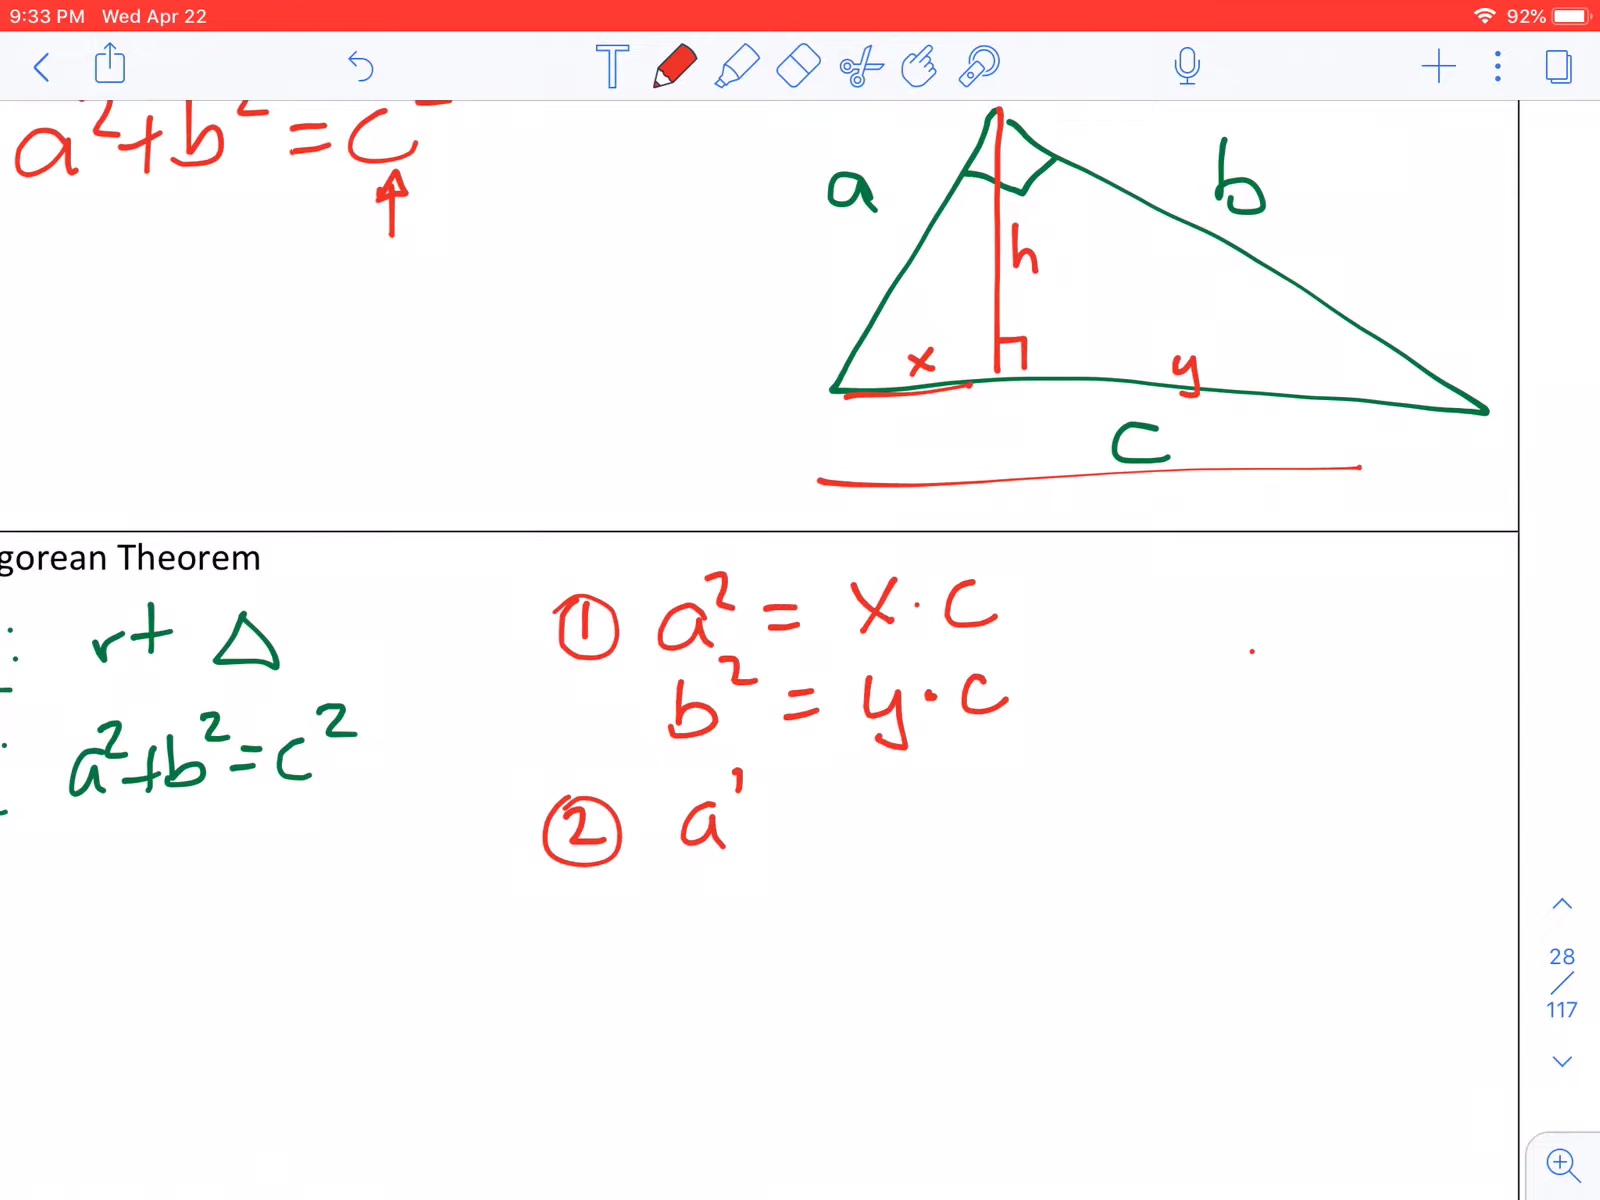 9:33 PM Wed Apr 22
92%
T
a²+b² = c²
a
b
h
x
y
c
gorean Theorem
: rt △
: a²+b²=c²
① a² = x·c
b² = y·c
② a'
28
/
117